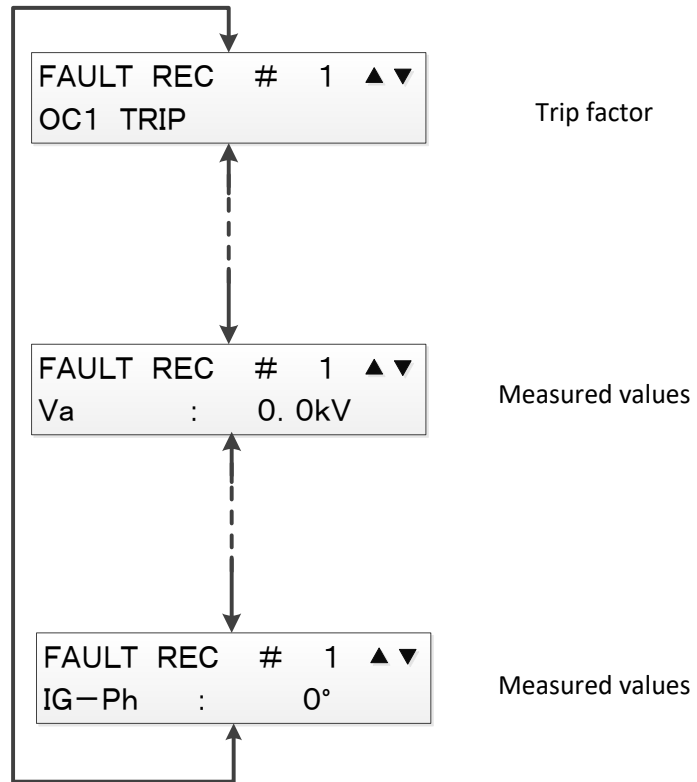 FAULT REC # 1 ▲▼
OC1 TRIP
Trip factor
FAULT REC # 1 ▲▼
Va : 0. 0kV
Measured values
FAULT REC # 1 ▲▼
IG−Ph : 0°
Measured values